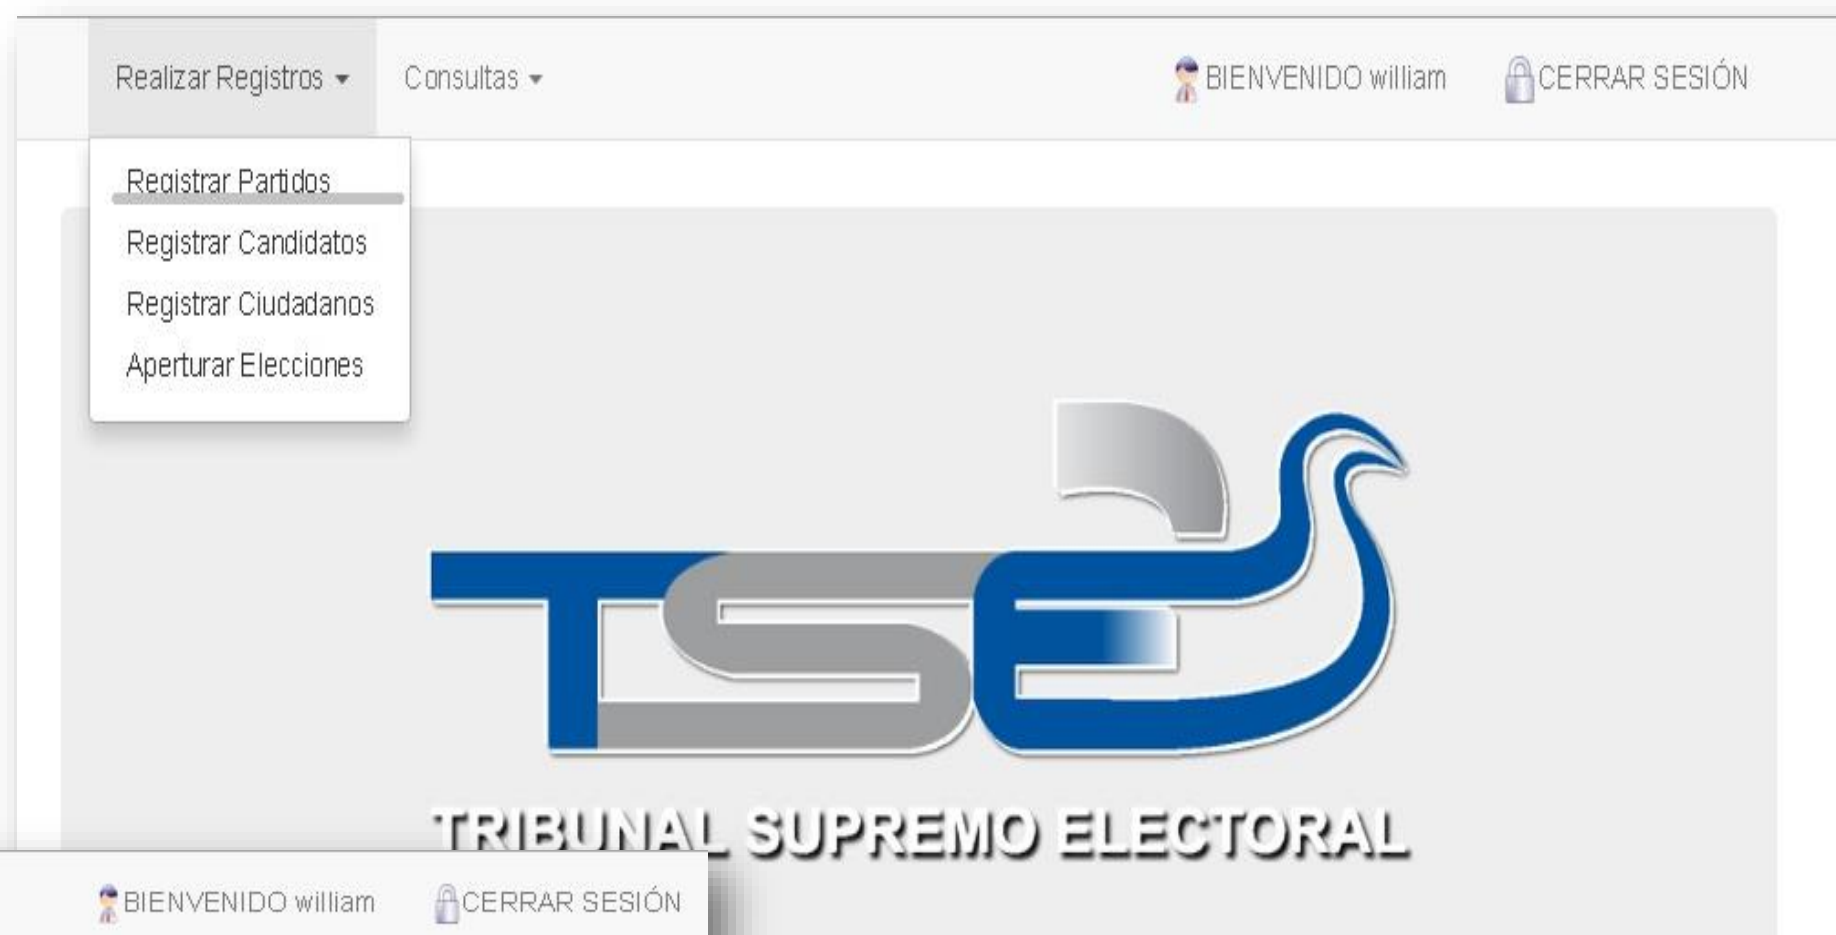 Realizar Registros Consultas BIENVENIDO william CERRAR SESIÓN
Registrar Partidos
Registrar Candidatos
Registrar Ciudadanos
Aperturar Elecciones
TSE
TRIBUNAL SUPREMO ELECTORAL
BIENVENIDO william CERRAR SESIÓN